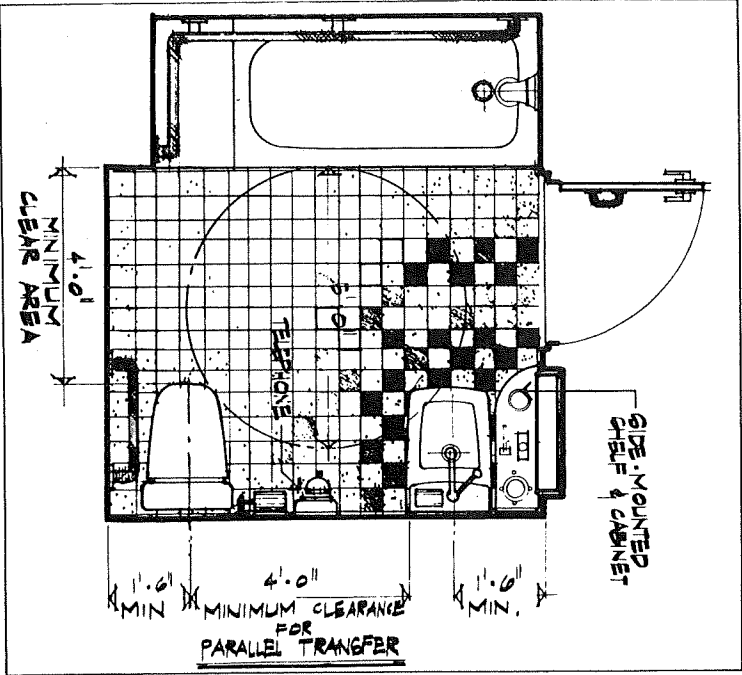 4'-0"
MINIMUM
CLEAR AREA
5'-0"
TELEPHONE
SIDE-MOUNTED
SHELF & CABINET
1'-6"
MIN
4'-0"
MINIMUM CLEARANCE
FOR
PARALLEL TRANSFER
1'-6"
MIN.